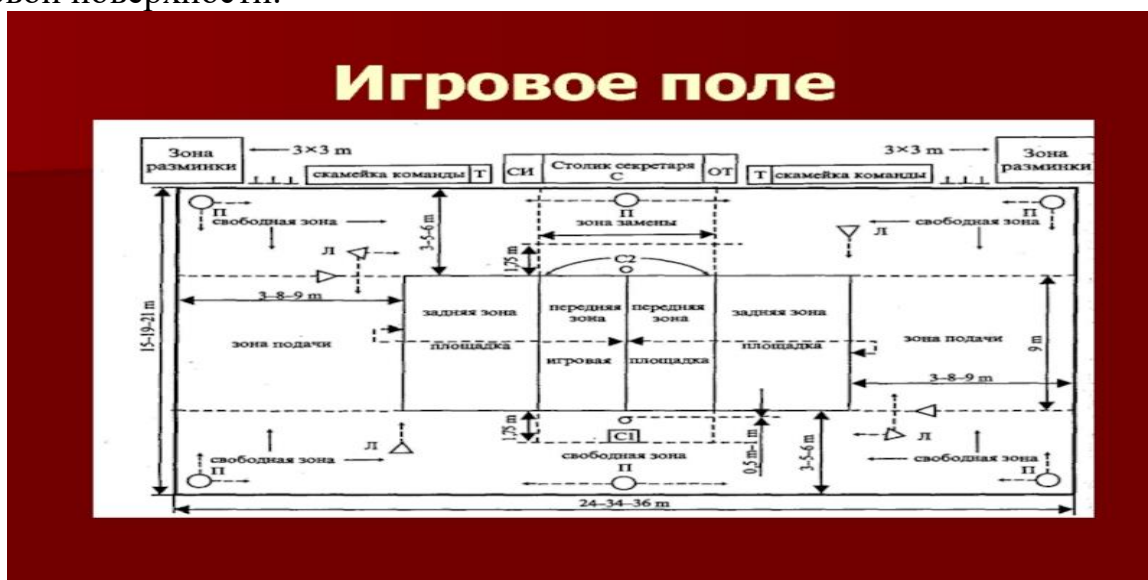 Игровое поле
Зона
разминки
3×3 m
скамейка команды Т
СИ
Столик секретаря
С
ОТ
Т скамейка команды
3×3 m
Зона
разминки
П
свободная зона
3-5-6 m
П
зона замены
П
свободная зона
Л
Л
1,75 m
С2
3-8-9 m
15-19-21 m
зона подачи
задняя зона
площадка
передняя
зона
игровая
передняя
зона
площадка
задняя зона
площадка
зона подачи
9 m
3-8-9 m
1,75 m
С1
0,5 m-1 m
3-5-6 m
Л
Л
свободная зона
П
свободная зона
П
свободная зона
П
24-34-36 m